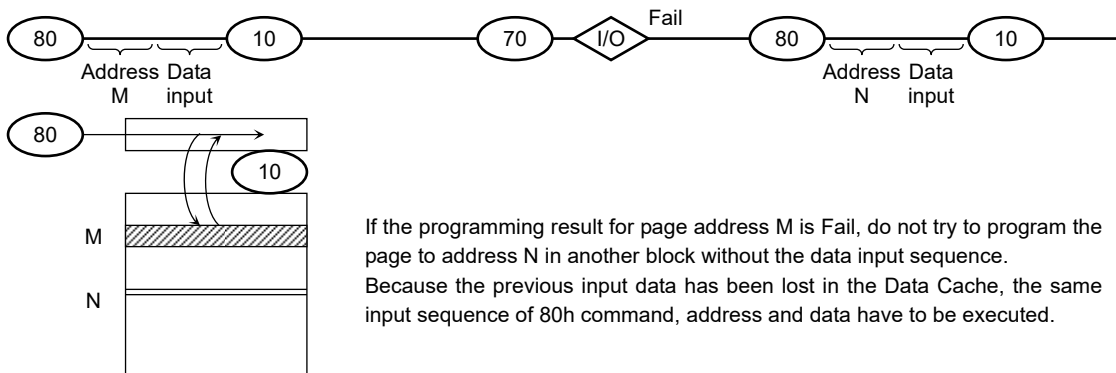 80
10
70
I/O
Fail
80
10
Address
M
Data
input
Address
N
Data
input
80
10
M
N
If the programming result for page address M is Fail, do not try to program the
page to address N in another block without the data input sequence.
Because the previous input data has been lost in the Data Cache, the same
input sequence of 80h command, address and data have to be executed.